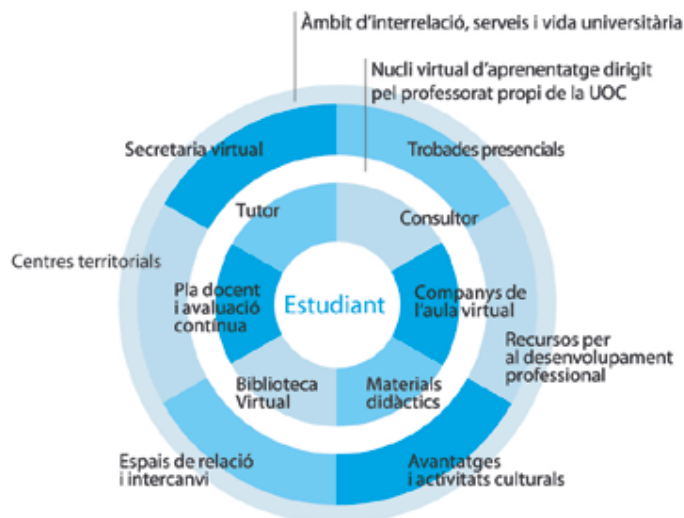 Àmbit d'interrelació, serveis i vida universitària
Nucli virtual d'aprenentatge dirigit
pel professorat propi de la UOC
Secretaria virtual
Trobades presencials
Tutor
Consultor
Centres territorials
Pla docent
i avaluació
contínua
Estudiant
Companys de
l'aula virtual
Recursos per
al desenvolupament
professional
Biblioteca
Virtual
Materials
didàctics
Espais de relació
i intercanvi
Avantatges
i activitats culturals